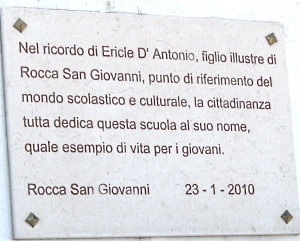 Nel ricordo di Ericle D' Antonio, figlio illustre di
Rocca San Giovanni, punto di riferimento del
mondo scolastico e culturale, la cittadinanza
tutta dedica questa scuola al suo nome,
quale esempio di vita per i giovani.
Rocca San Giovanni 23 - 1 - 2010